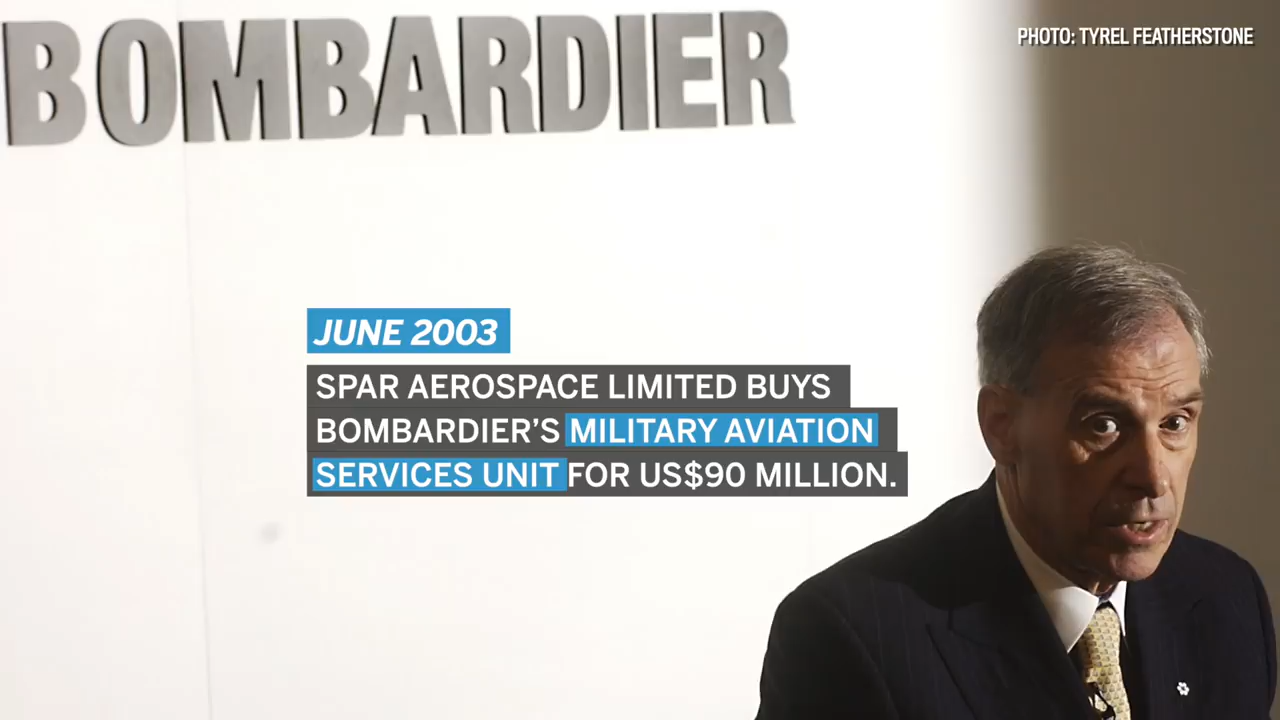 BOMBARDIER
PHOTO: TYREL FEATHERSTONE
JUNE 2003
SPAR AEROSPACE LIMITED BUYS
BOMBARDIER’S MILITARY AVIATION
SERVICES UNIT FOR US$90 MILLION.